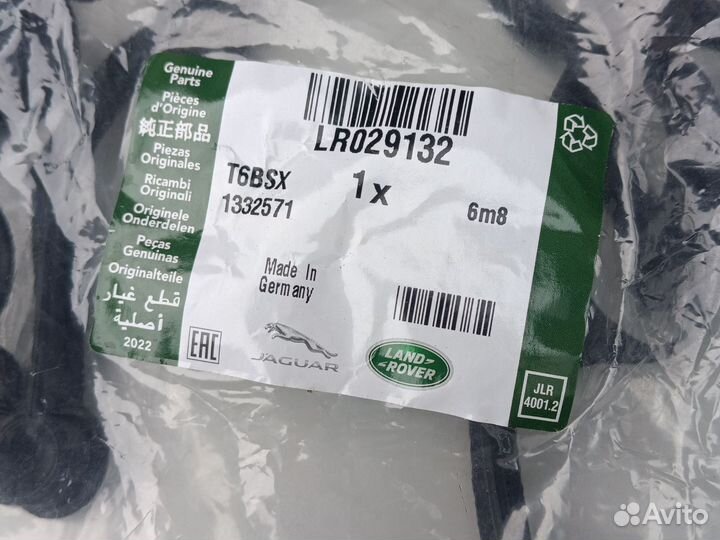 Genuine
Parts
Pièces
d'Origine
純正部品
Piezas
Originales
Ricambi
Originali
Originele
Onderdelen
Peças
Genuínas
Originalteile
قطع غيار
أصلية
2022
LR029132
T6BSX
1332571
1x
6m8
Made In
Germany
EAC
JAGUAR
LAND-
-ROVER
JLR
4001.2
Avito